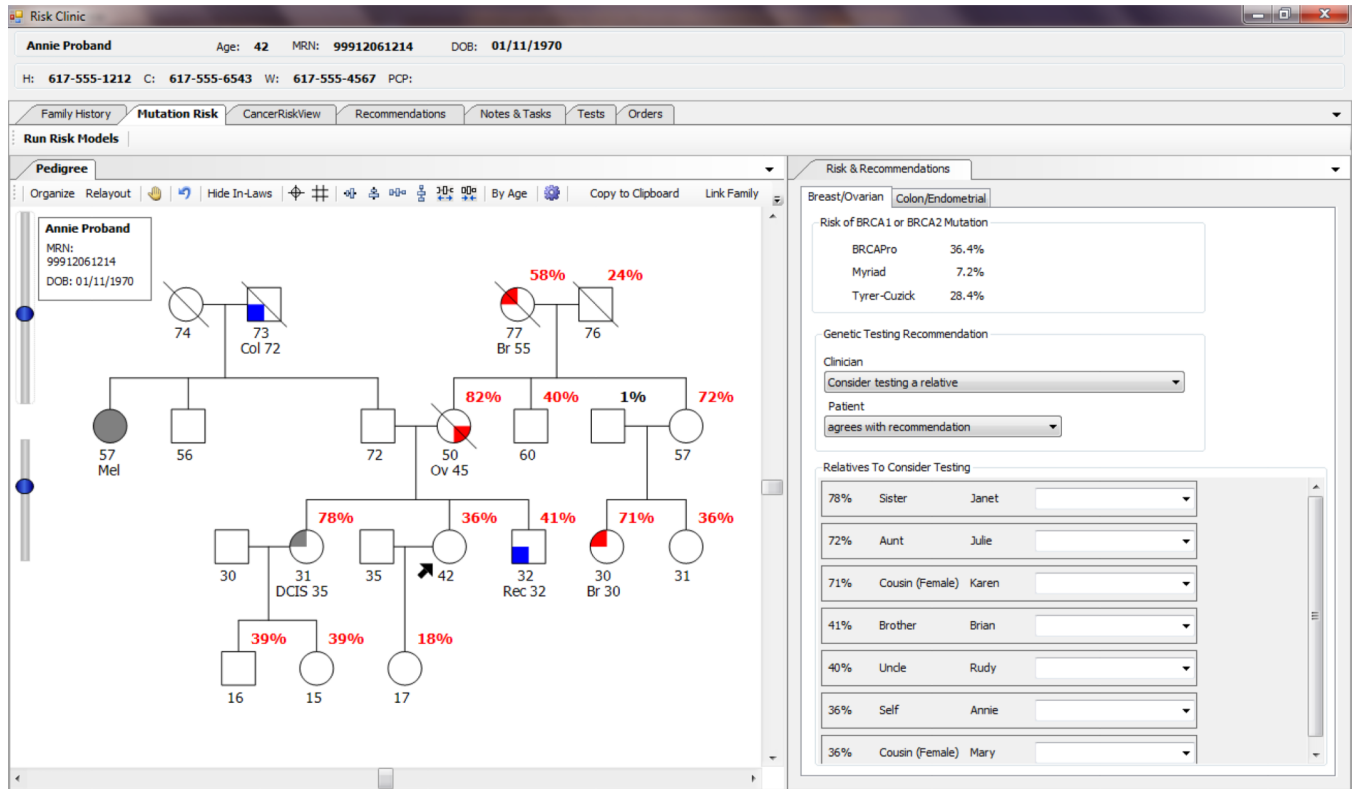 Risk Clinic
Annie Proband Age: 42 MRN: 99912061214 DOB: 01/11/1970
H: 617-555-1212 C: 617-555-6543 W: 617-555-4567 PCP:
Family History Mutation Risk CancerRiskView Recommendations Notes & Tasks Tests Orders
Run Risk Models
Pedigree
Organize Relayout Hide In-Laws By Age Copy to Clipboard Link Family
Annie Proband
MRN:
99912061214
DOB: 01/11/1970
58% 24%
74 73 77 76
Col 72 Br 55
82% 40% 1% 72%
57 56 72 50 60 57
Mel Ov 45
78% 36% 41% 71% 36%
30 31 35 42 32 30 31
DCIS 35 Rec 32 Br 30
39% 39% 18%
16 15 17
Risk & Recommendations
Breast/Ovarian Colon/Endometrial
Risk of BRCA1 or BRCA2 Mutation
BRCAPro 36.4%
Myriad 7.2%
Tyrer-Cuzick 28.4%
Genetic Testing Recommendation
Clinician
Consider testing a relative
Patient
agrees with recommendation
Relatives To Consider Testing
78% Sister Janet
72% Aunt Julie
71% Cousin (Female) Karen
41% Brother Brian
40% Uncle Rudy
36% Self Annie
36% Cousin (Female) Mary